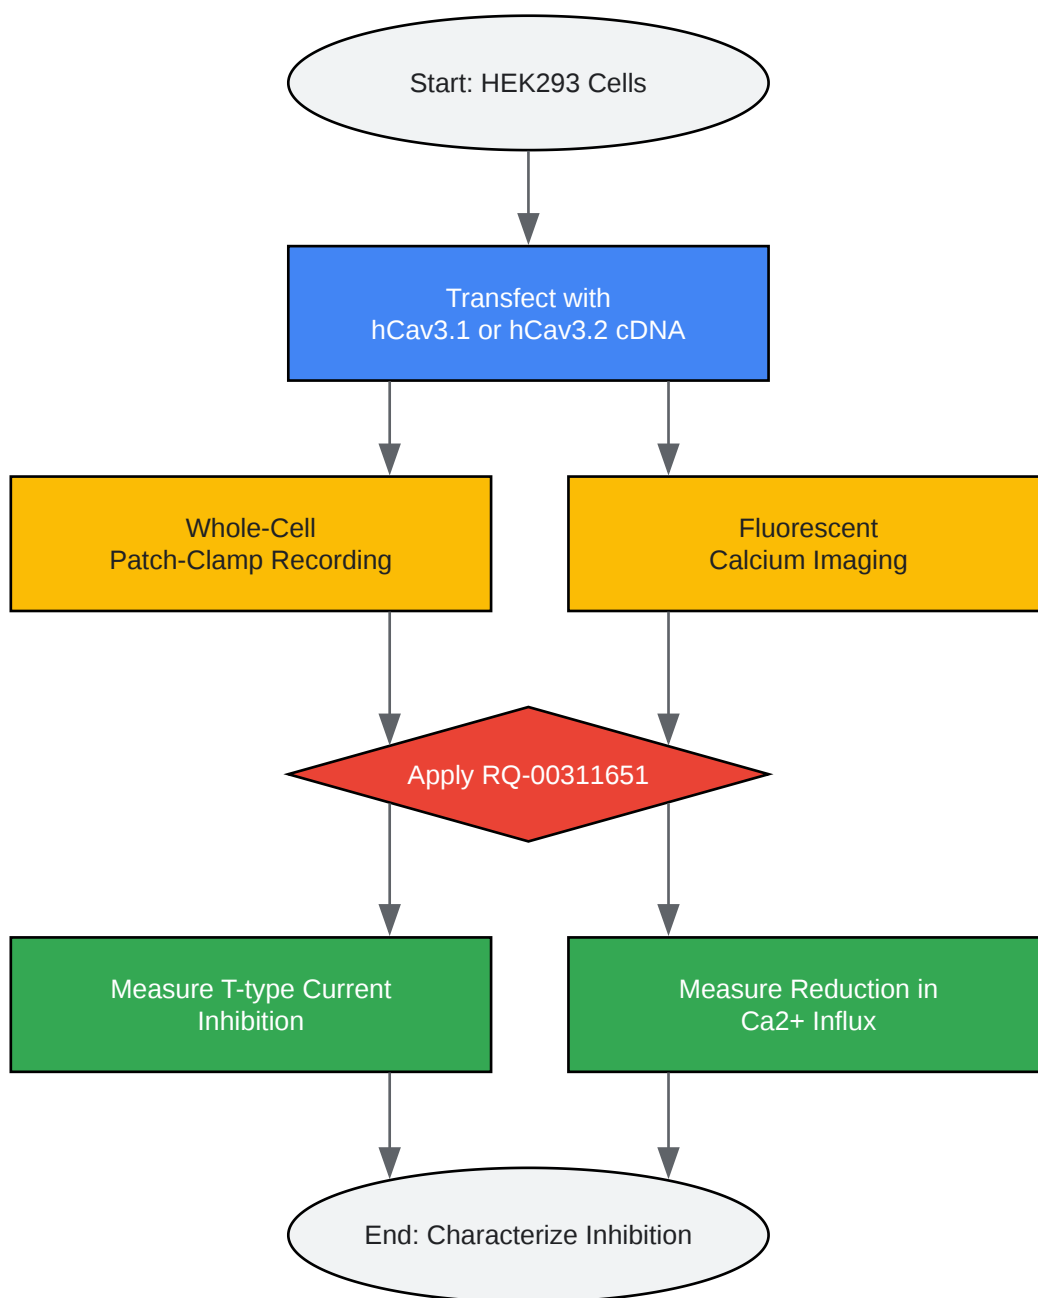 Start: HEK293 Cells
Transfect with
hCav3.1 or hCav3.2 cDNA
Whole-Cell
Patch-Clamp Recording
Fluorescent
Calcium Imaging
Apply RQ-00311651
Measure T-type Current
Inhibition
Measure Reduction in
Ca2+ Influx
End: Characterize Inhibition